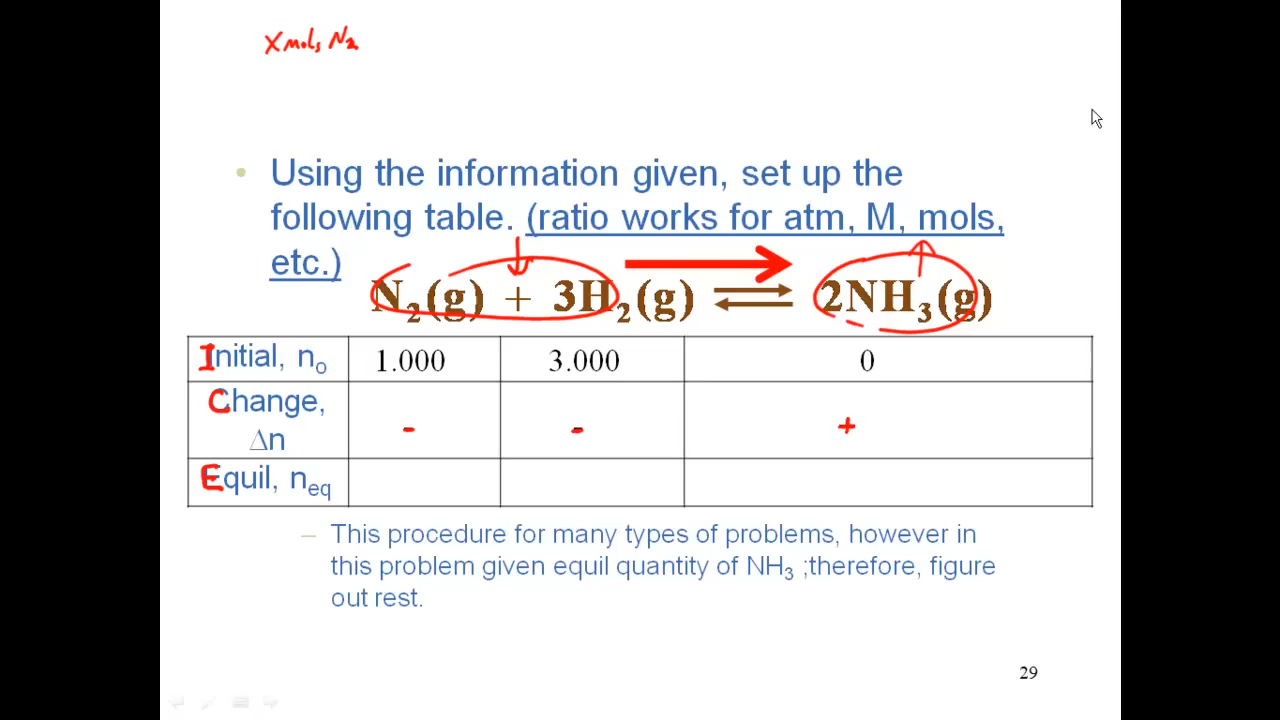 X mols N₂
• Using the information given, set up the
following table. (ratio works for atm, M, mols,
etc.)
N₂(g) + 3H₂(g) ⇌ 2NH₃(g)
Initial, nₒ 1.000 3.000 0
Change, - - +
Δn
Equil, n_eq
– This procedure for many types of problems, however in
this problem given equil quantity of NH₃ ;therefore, figure
out rest.
29